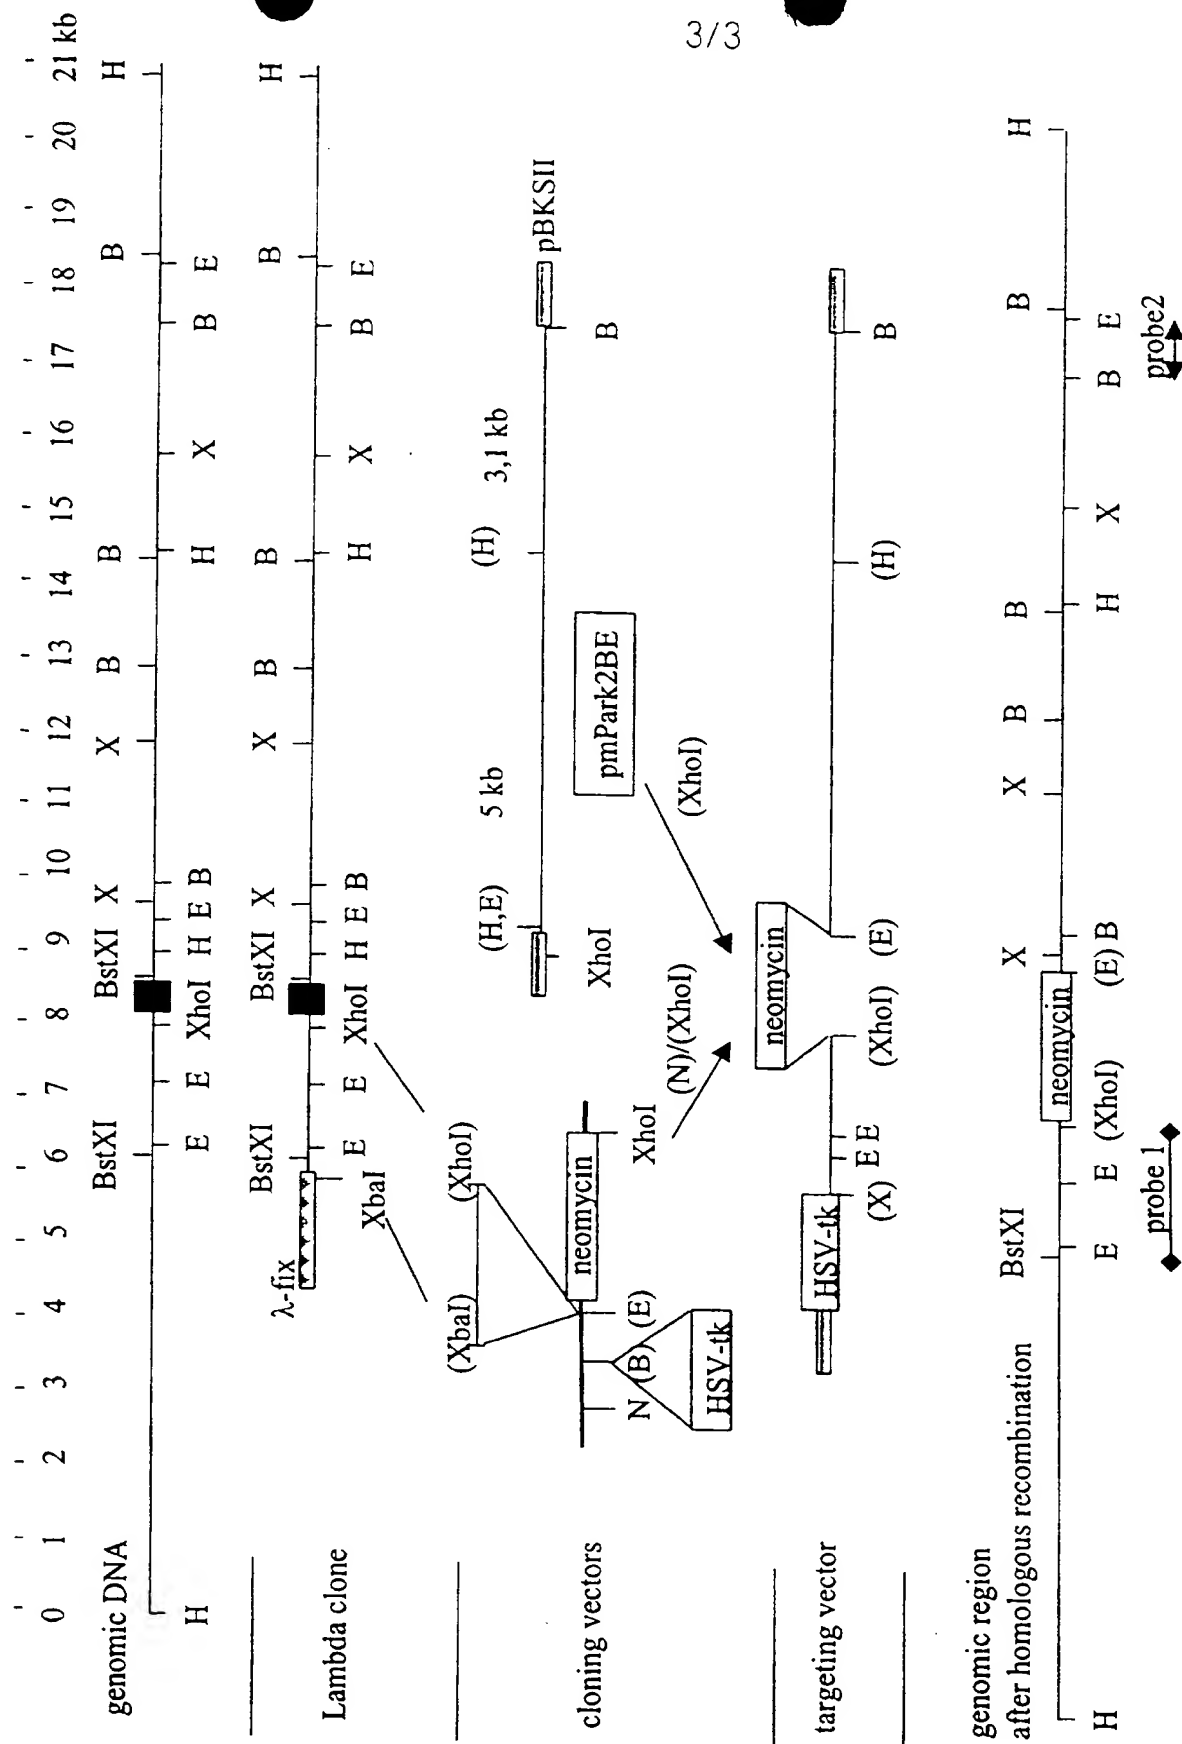 3/3
0 1 2 3 4 5 6 7 8 9 10 11 12 13 14 15 16 17 18 19 20 21 kb
genomic DNA
BstXI BstXI X X B B B H
H E E XhoI H E B H X B E
Lambda clone
λ-fix BstXI BstXI X X B B B H
XbaI E E XhoI H E B H X B E
cloning vectors
(XbaI) (XhoI) (H,E) 5 kb (H) 3,1 kb
pBKSII
neomycin
XhoI pmPark2BE B
N (B) (E) XhoI
HSV-tk
(N)/(XhoI) (XhoI)
targeting vector
neomycin
HSV-tk
(X) E E (XhoI) (E) (H) B
genomic region
after homologous recombination
BstXI X X B B B H
neomycin
H E E (XhoI) (E) B H X B E
probe 1 probe2